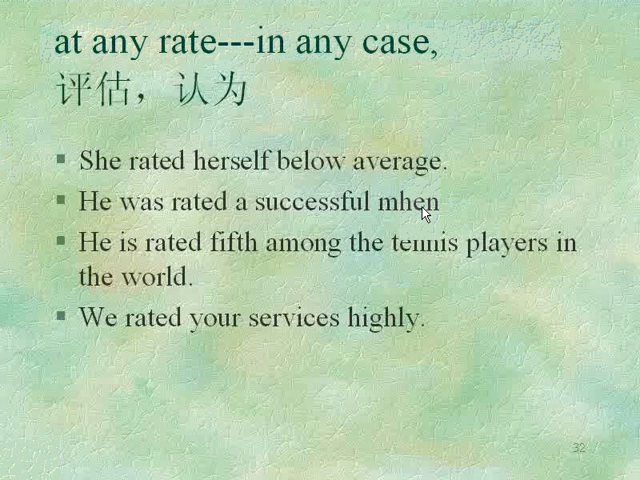 at any rate---in any case,
评估，认为
She rated herself below average.
He was rated a successful mhen
He is rated fifth among the tennis players in
the world.
We rated your services highly.
32